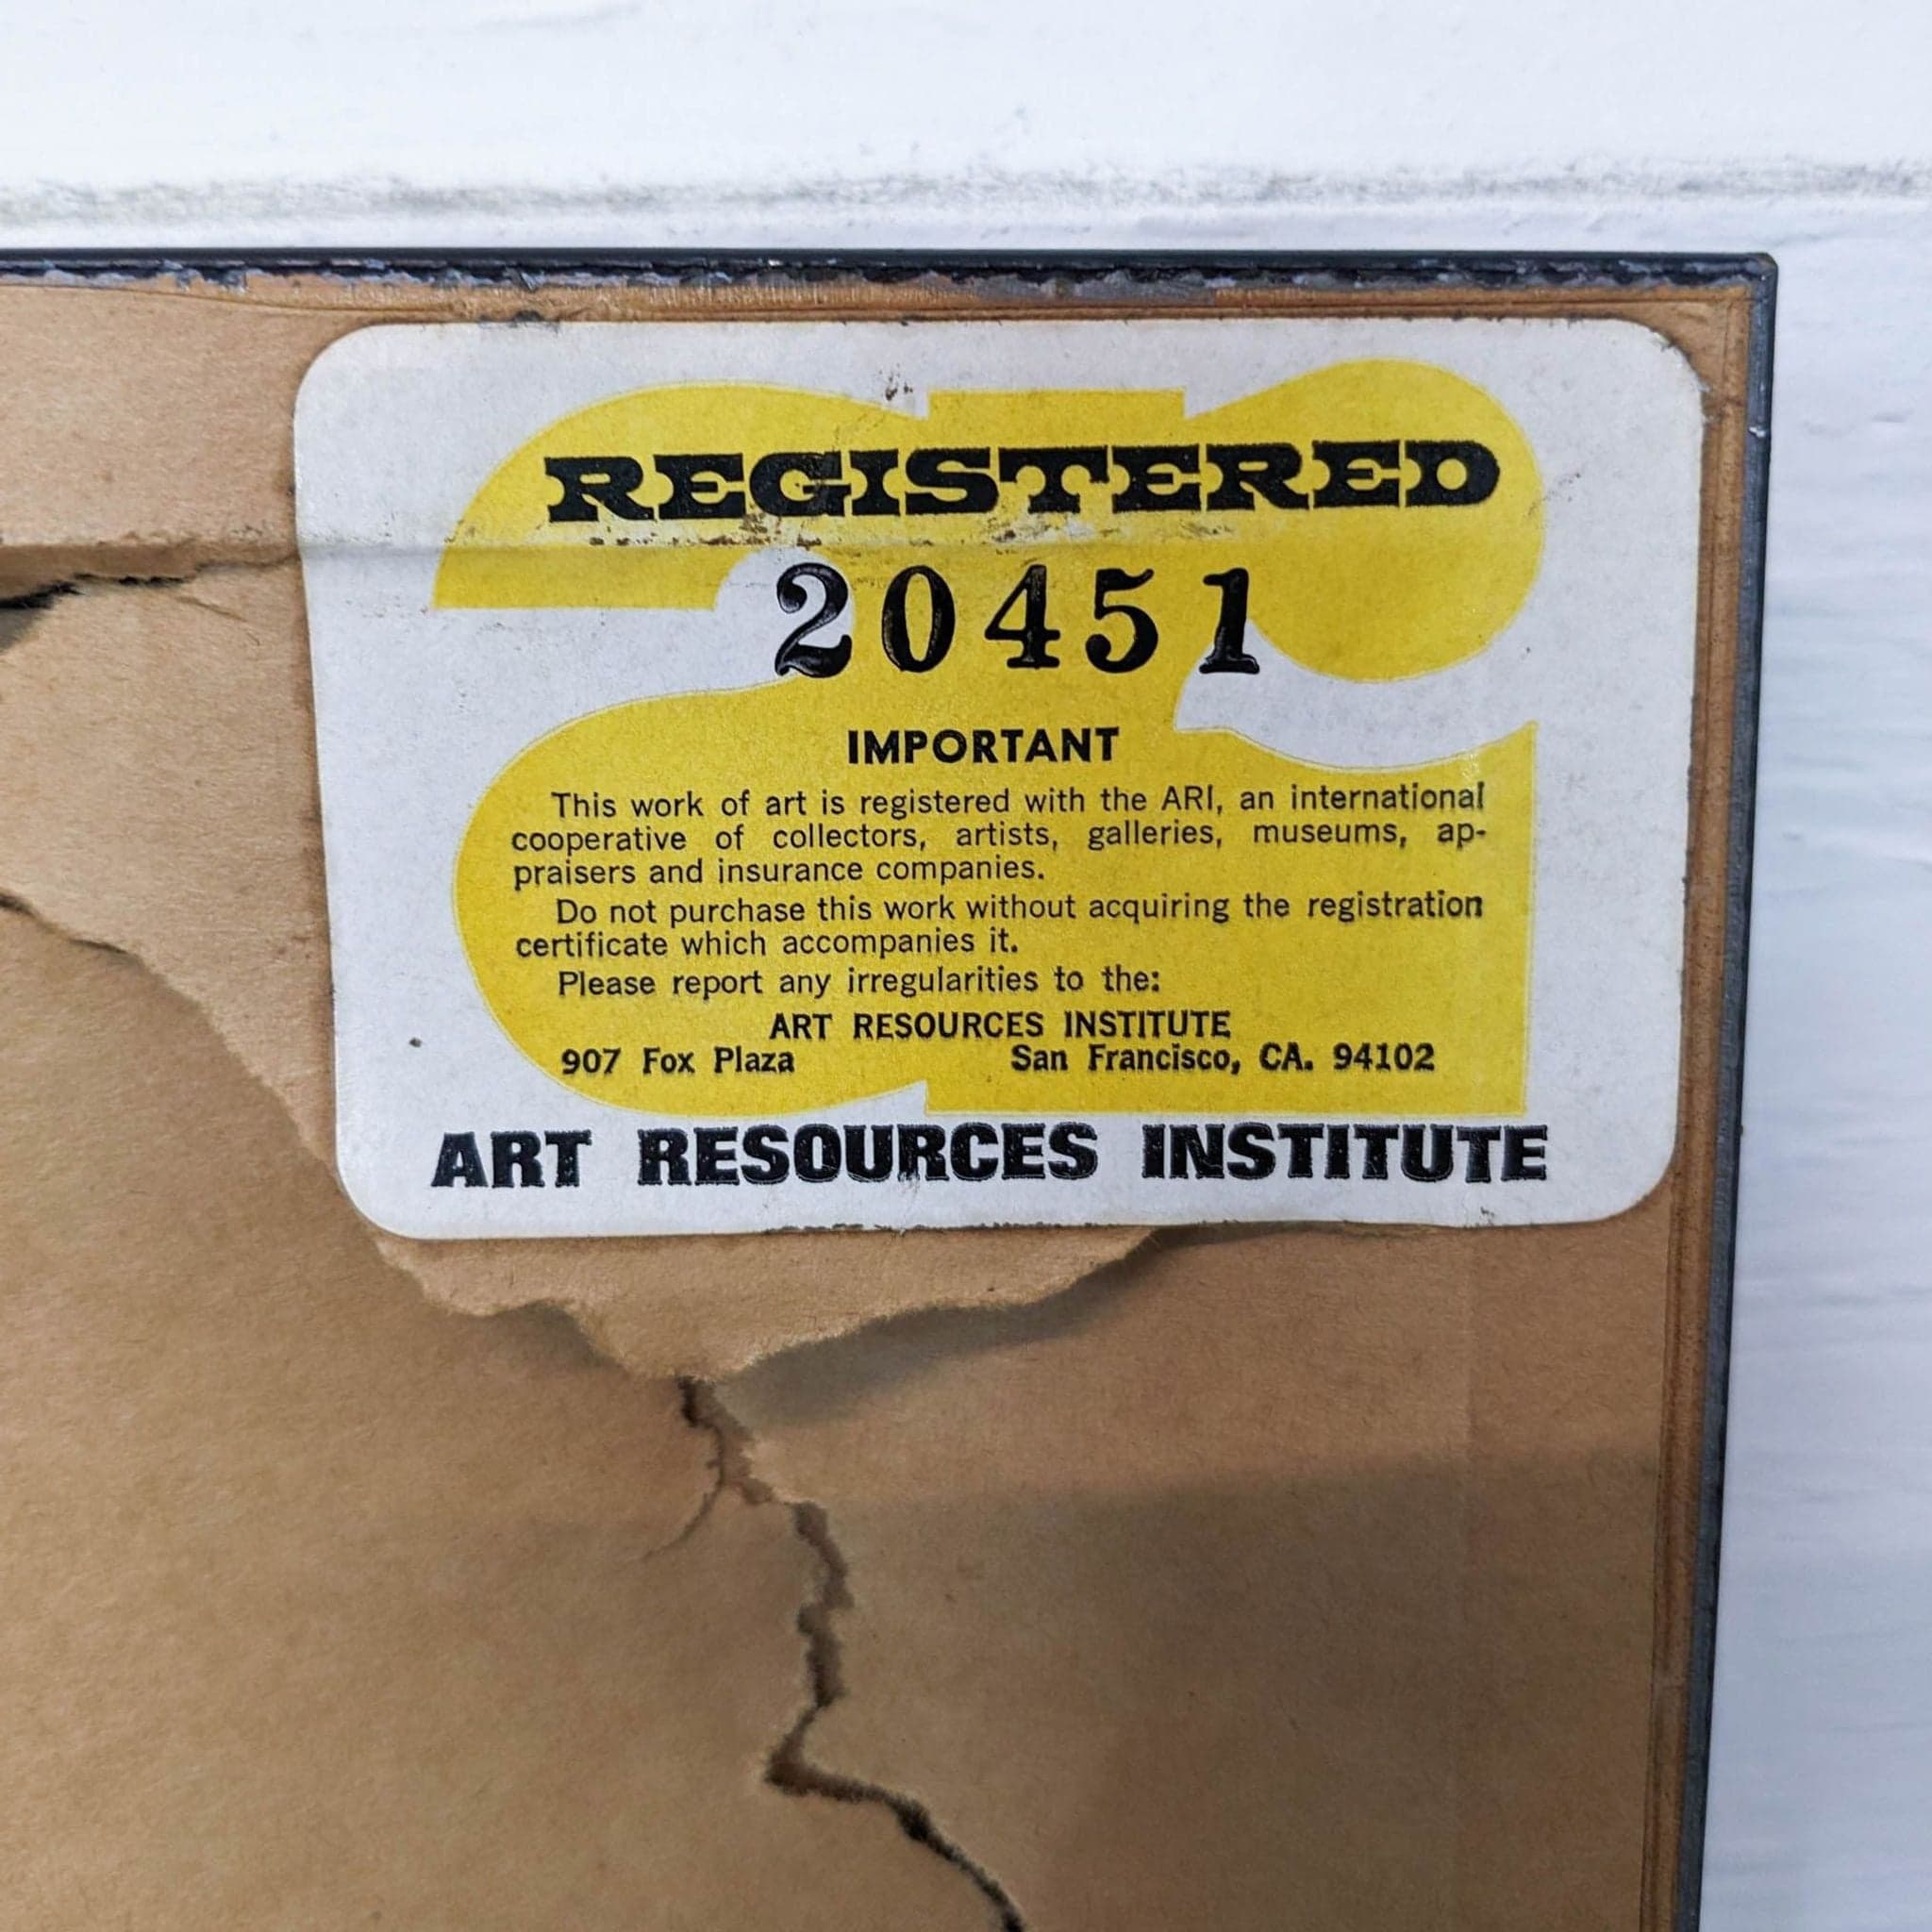 REGISTERED
20451
IMPORTANT
This work of art is registered with the ARI, an international
cooperative of collectors, artists, galleries, museums, ap-
praisers and insurance companies.
Do not purchase this work without acquiring the registration
certificate which accompanies it.
Please report any irregularities to the:
ART RESOURCES INSTITUTE
907 Fox Plaza San Francisco, CA. 94102
ART RESOURCES INSTITUTE